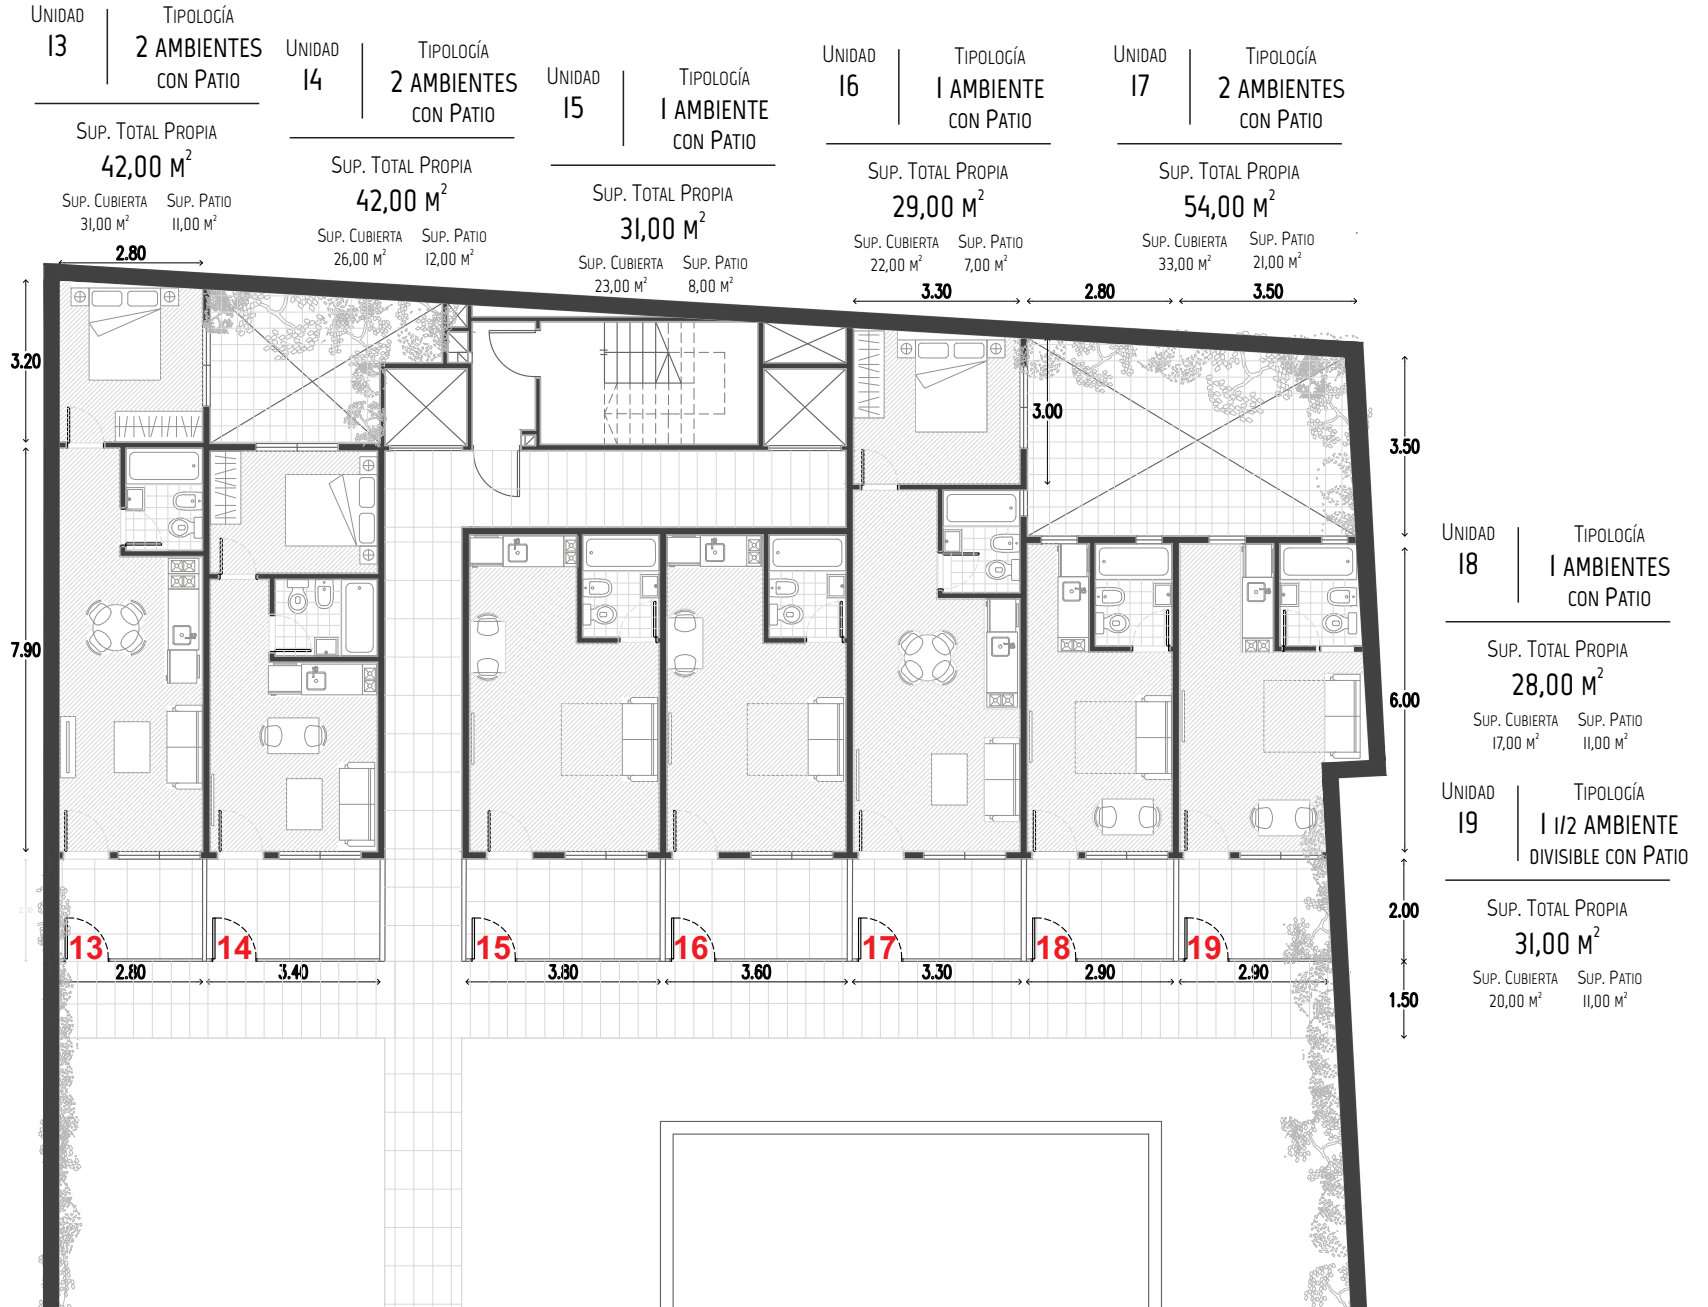 UNIDAD
13
TIPOLOGÍA
2 AMBIENTES
CON PATIO
SUP. TOTAL PROPIA
42,00 M²
SUP. CUBIERTA
31,00 M²
SUP. PATIO
11,00 M²
UNIDAD
14
TIPOLOGÍA
2 AMBIENTES
CON PATIO
SUP. TOTAL PROPIA
42,00 M²
SUP. CUBIERTA
26,00 M²
SUP. PATIO
12,00 M²
UNIDAD
15
TIPOLOGÍA
1 AMBIENTE
CON PATIO
SUP. TOTAL PROPIA
31,00 M²
SUP. CUBIERTA
23,00 M²
SUP. PATIO
8,00 M²
UNIDAD
16
TIPOLOGÍA
1 AMBIENTE
CON PATIO
SUP. TOTAL PROPIA
29,00 M²
SUP. CUBIERTA
22,00 M²
SUP. PATIO
7,00 M²
UNIDAD
17
TIPOLOGÍA
2 AMBIENTES
CON PATIO
SUP. TOTAL PROPIA
54,00 M²
SUP. CUBIERTA
33,00 M²
SUP. PATIO
21,00 M²
UNIDAD
18
TIPOLOGÍA
1 AMBIENTES
CON PATIO
SUP. TOTAL PROPIA
28,00 M²
SUP. CUBIERTA
17,00 M²
SUP. PATIO
11,00 M²
UNIDAD
19
TIPOLOGÍA
1 1/2 AMBIENTE
DIVISIBLE CON PATIO
SUP. TOTAL PROPIA
31,00 M²
SUP. CUBIERTA
20,00 M²
SUP. PATIO
11,00 M²
2.80
3.30
2.80
3.50
3.20
3.00
3.50
7.90
6.00
2.00
2.00
1.50
13
14
15
16
17
18
19
2.80
3.40
3.80
3.60
3.30
2.90
2.90